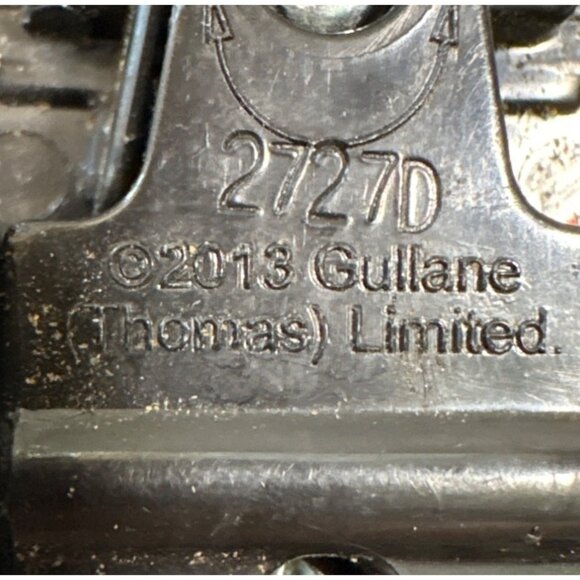 2727D
©2013 Gullane
(Thomas) Limited.